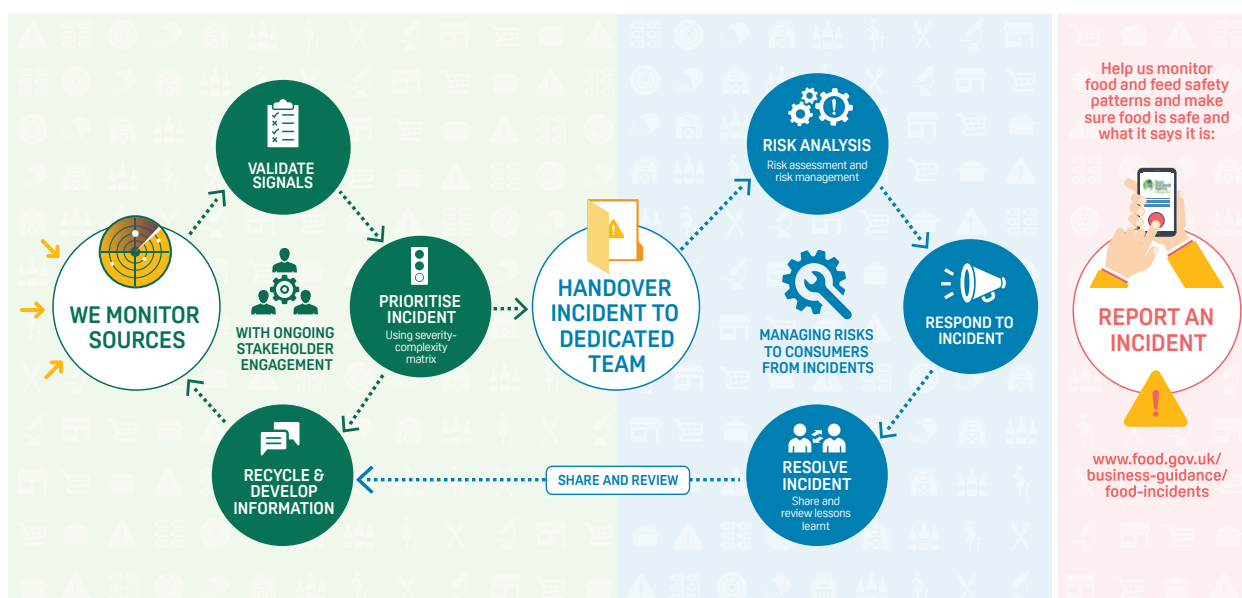 WE MONITOR
SOURCES
VALIDATE
SIGNALS
WITH ONGOING
STAKEHOLDER
ENGAGEMENT
PRIORITISE
INCIDENT
Using severity-
complexity
matrix
RECYCLE &
DEVELOP
INFORMATION
HANDOVER
INCIDENT TO
DEDICATED
TEAM
RISK ANALYSIS
Risk assessment and
risk management
MANAGING RISKS
TO CONSUMERS
FROM INCIDENTS
RESPOND TO
INCIDENT
RESOLVE
INCIDENT
Share and
review lessons
learnt
SHARE AND REVIEW
Help us monitor
food and feed safety
patterns and make
sure food is safe and
what it says it is:
Food
Standards
Agency
REPORT AN
INCIDENT
www.food.gov.uk/
business-guidance/
food-incidents